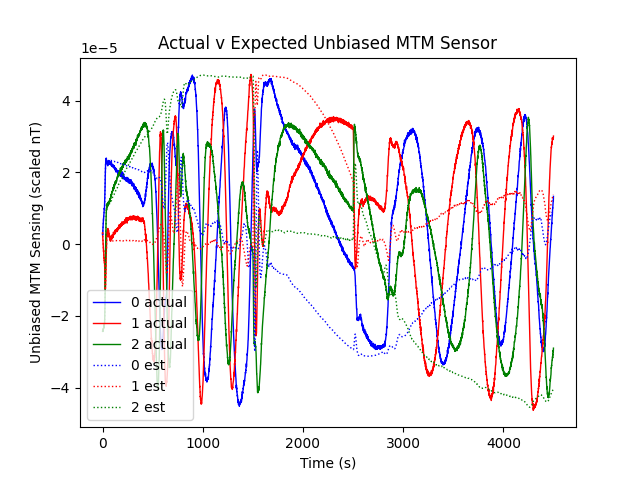 Actual v Expected Unbiased MTM Sensor
1e−5
Unbiased MTM Sensing (scaled nT)
4
2
0
−2
−4
0 actual
1 actual
2 actual
0 est
1 est
2 est
0 1000 2000 3000 4000
Time (s)